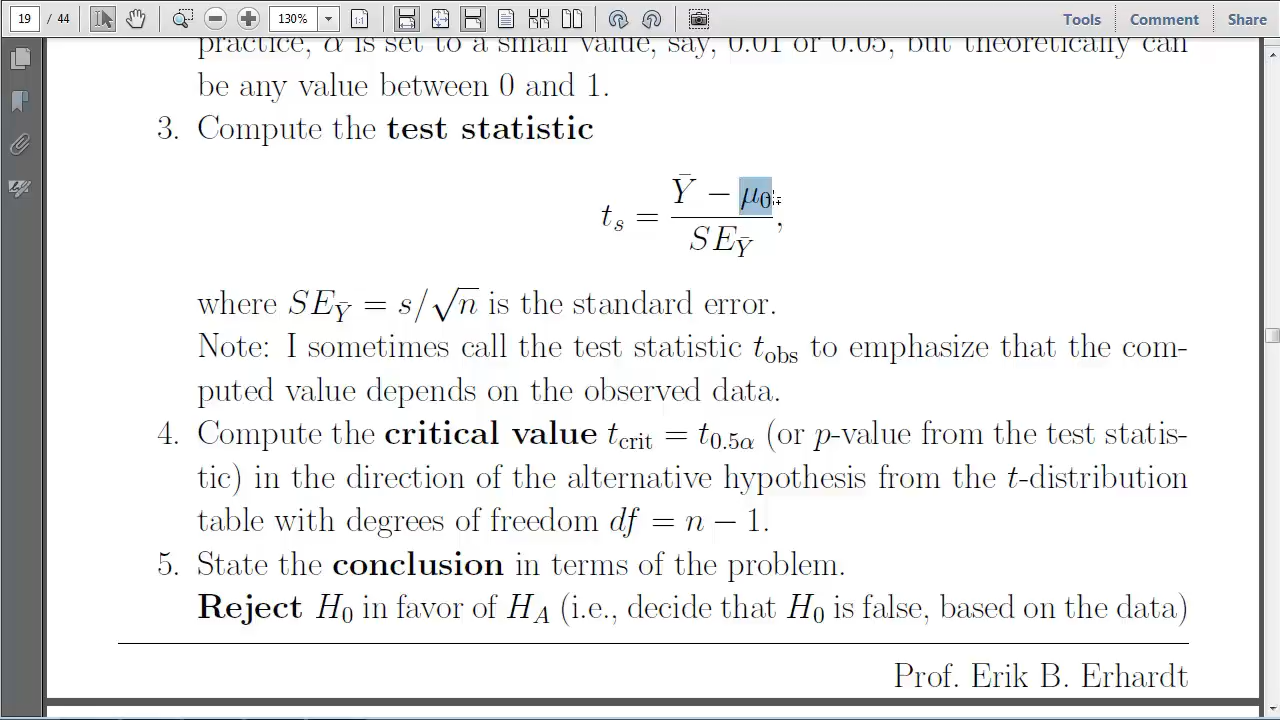 19 / 44 130% Tools Comment Share
practice, α is set to a small value, say, 0.01 or 0.05, but theoretically can
be any value between 0 and 1.
3. Compute the test statistic
t_s = (Ȳ − μ_0) / SE_Ȳ,
where SE_Ȳ = s/√n is the standard error.
Note: I sometimes call the test statistic t_obs to emphasize that the com-
puted value depends on the observed data.
4. Compute the critical value t_crit = t_0.5α (or p-value from the test statis-
tic) in the direction of the alternative hypothesis from the t-distribution
table with degrees of freedom df = n − 1.
5. State the conclusion in terms of the problem.
Reject H_0 in favor of H_A (i.e., decide that H_0 is false, based on the data)
Prof. Erik B. Erhardt